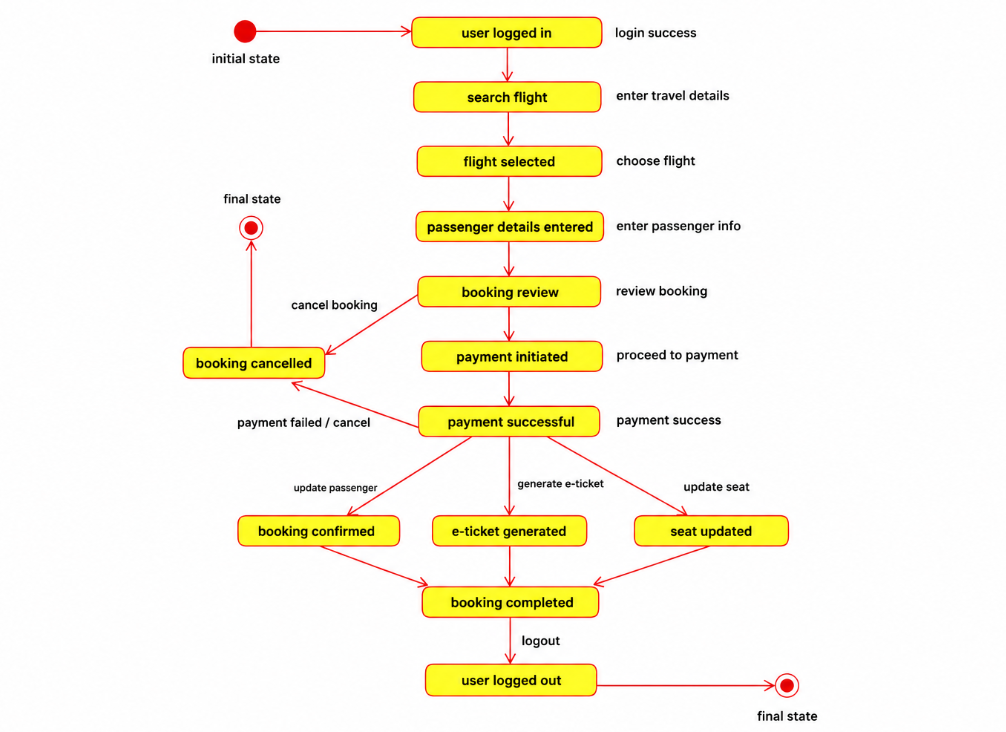 user logged in
login success
initial state
search flight
enter travel details
flight selected
choose flight
final state
passenger details entered
enter passenger info
booking review
review booking
cancel booking
payment initiated
proceed to payment
booking cancelled
payment successful
payment success
payment failed / cancel
update passenger
generate e-ticket
update seat
booking confirmed
e-ticket generated
seat updated
booking completed
logout
user logged out
final state